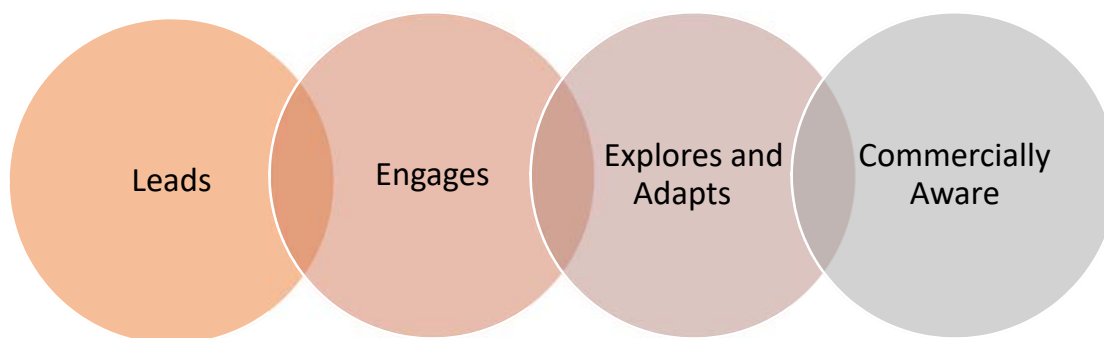 Leads
Engages
Explores and
Adapts
Commercially
Aware